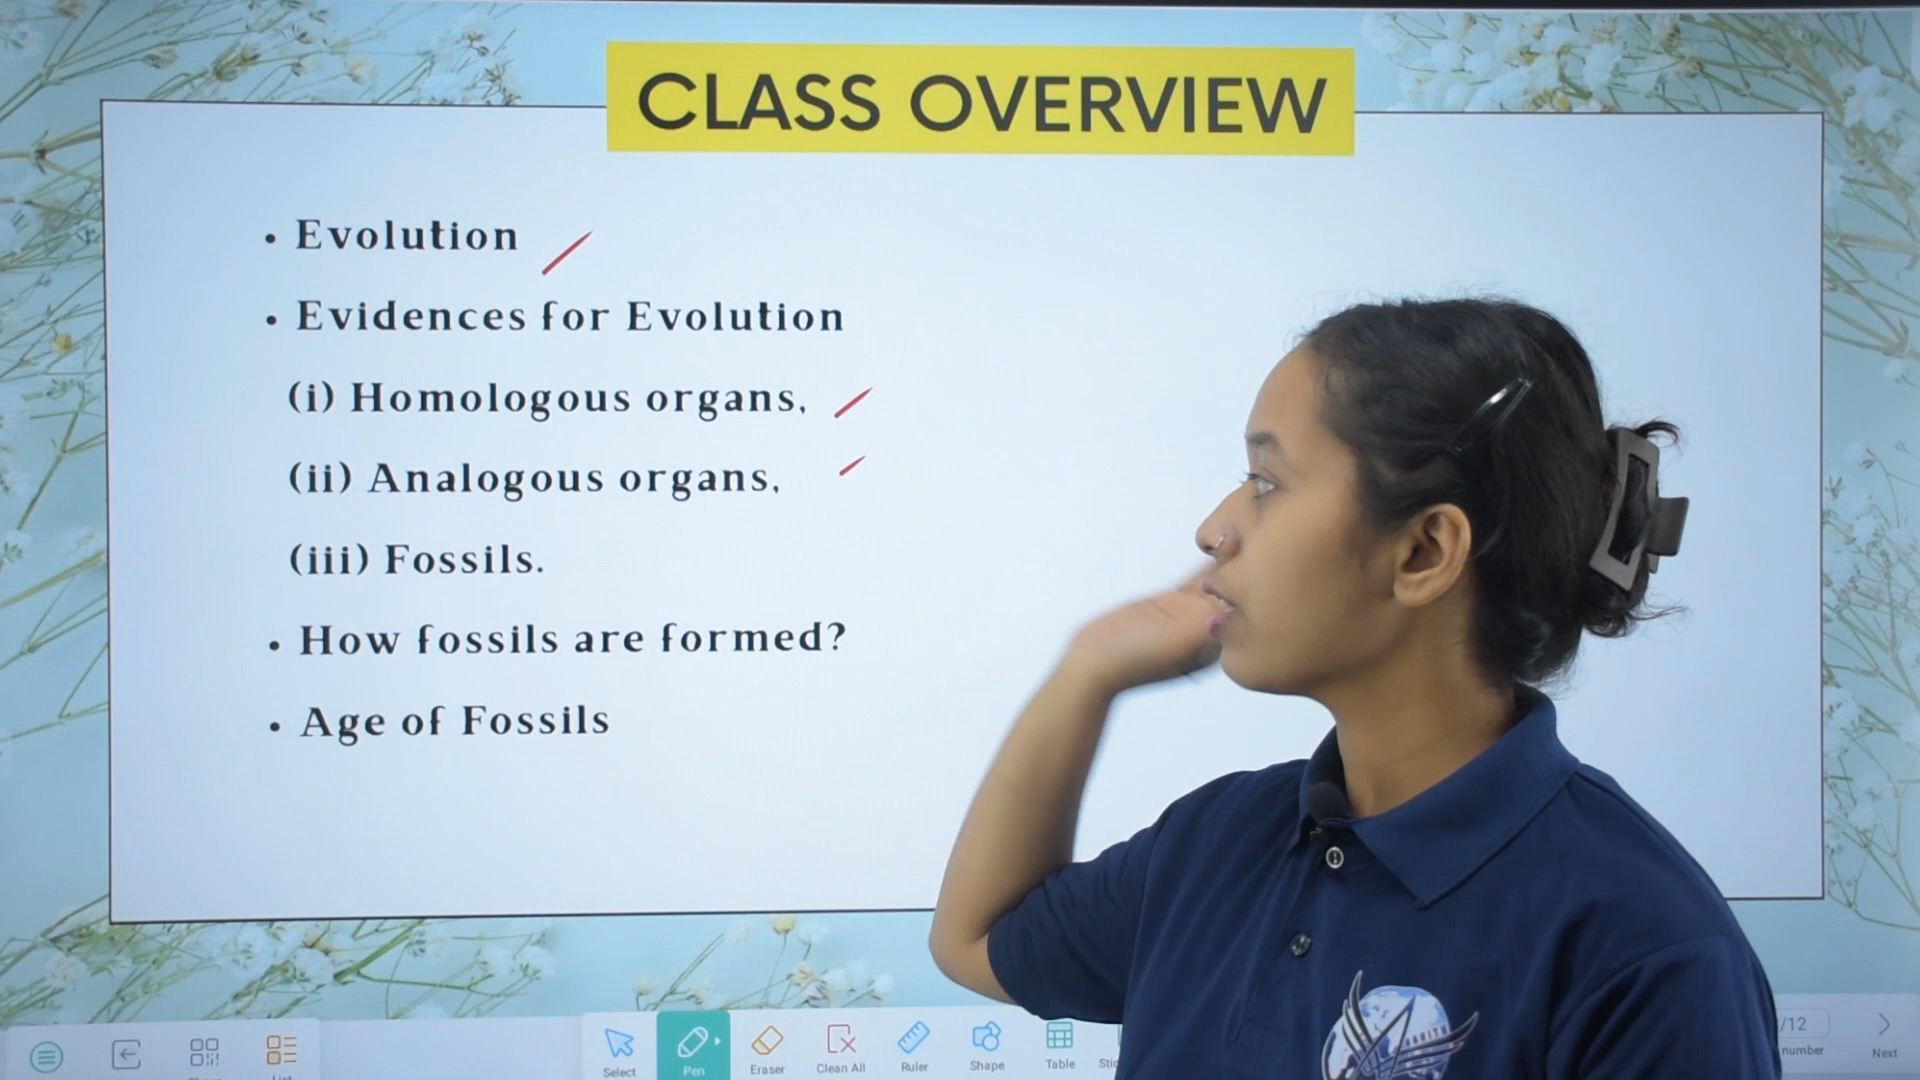 CLASS OVERVIEW
• Evolution
• Evidences for Evolution
(i) Homologous organs,
(ii) Analogous organs,
(iii) Fossils.
• How fossils are formed?
• Age of Fossils
Select
Pen
Eraser
Clean All
Ruler
Shape
Table
/12
number
Next